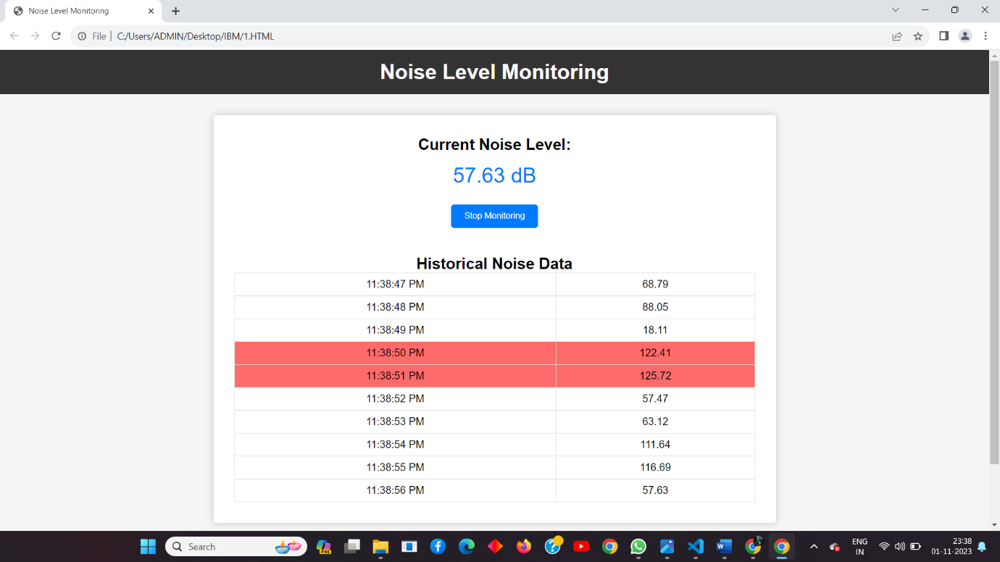 Noise Level Monitoring
File | C:/Users/ADMIN/Desktop/IBM/1.HTML
Noise Level Monitoring
Current Noise Level:
57.63 dB
Stop Monitoring
Historical Noise Data
11:38:47 PM 68.79
11:38:48 PM 88.05
11:38:49 PM 18.11
11:38:50 PM 122.41
11:38:51 PM 125.72
11:38:52 PM 57.47
11:38:53 PM 63.12
11:38:54 PM 111.64
11:38:55 PM 116.69
11:38:56 PM 57.63
Search
PRE
W
ENG
IN
23:38
01-11-2023